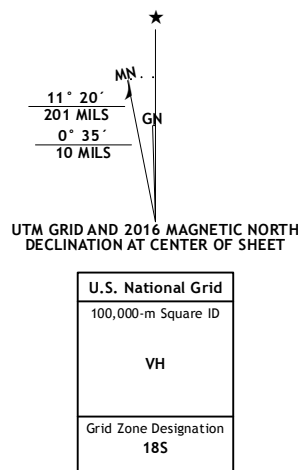 ★
MN
GN
11° 20´
201 MILS
0° 35´
10 MILS
UTM GRID AND 2016 MAGNETIC NORTH
DECLINATION AT CENTER OF SHEET
U.S. National Grid
100,000-m Square ID
VH
Grid Zone Designation
18S